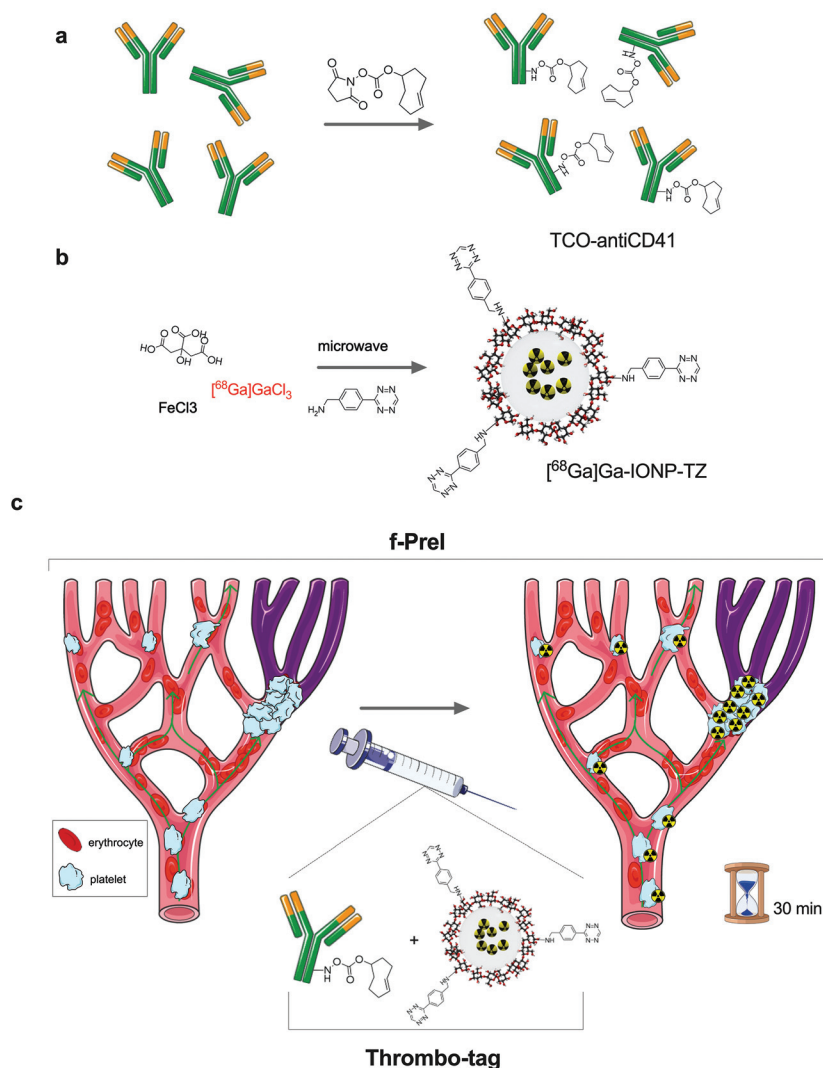 a
TCO-antiCD41
b
microwave
FeCl3
[68Ga]GaCl3
[68Ga]Ga-IONP-TZ
c
f-PreI
erythrocyte
platelet
30 min
+
Thrombo-tag